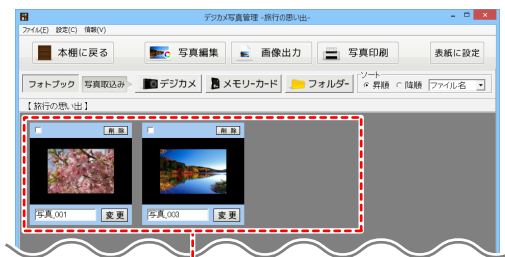 デジカメ写真管理 -旅行の思い出-
ファイル(F) 設定(C) 情報(V)
本棚に戻る 写真編集 画像出力 写真印刷 表紙に設定
フォトブック 写真取込み デジカメ メモリーカード フォルダー ソート 昇順 降順 ファイル名
【 旅行の思い出 】
削 除 削 除
写真_001 変 更 写真_003 変 更